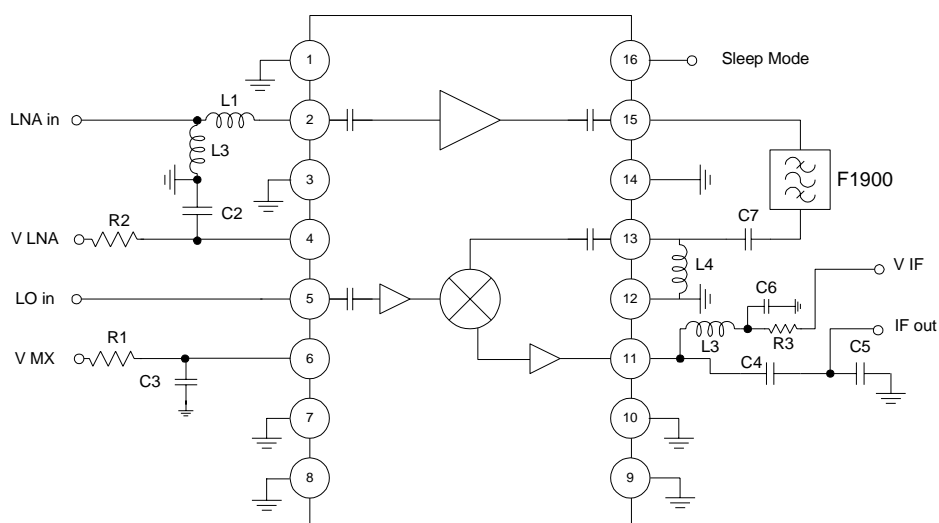 1
16
Sleep Mode
L1
LNA in
2
15
L3
3
14
F1900
C2
R2
C7
V LNA
4
13
L4
V IF
LO in
5
12
C6
IF out
R1
L3
R3
V MX
6
11
C4
C5
C3
7
10
8
9